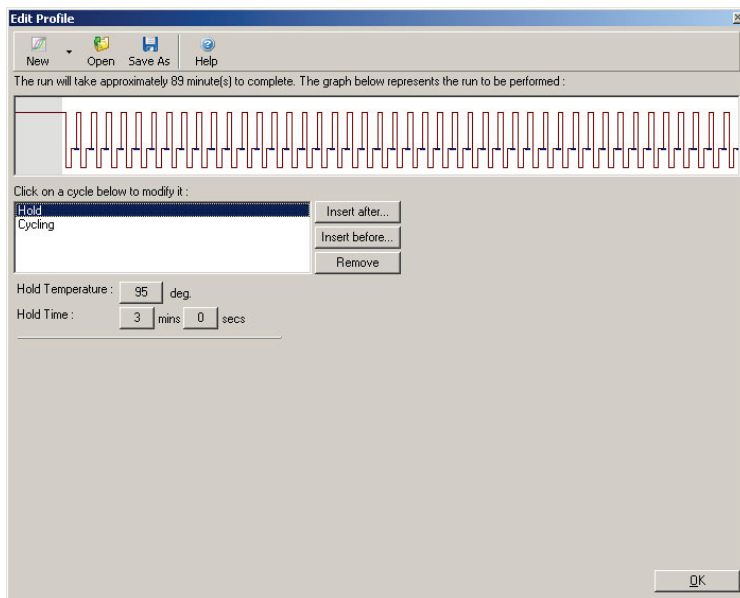 Edit Profile
New Open Save As Help
The run will take approximately 89 minute(s) to complete. The graph below represents the run to be performed :
Click on a cycle below to modify it :
Hold
Cycling
Insert after...
Insert before...
Remove
Hold Temperature : 95 deg.
Hold Time : 3 mins 0 secs
OK